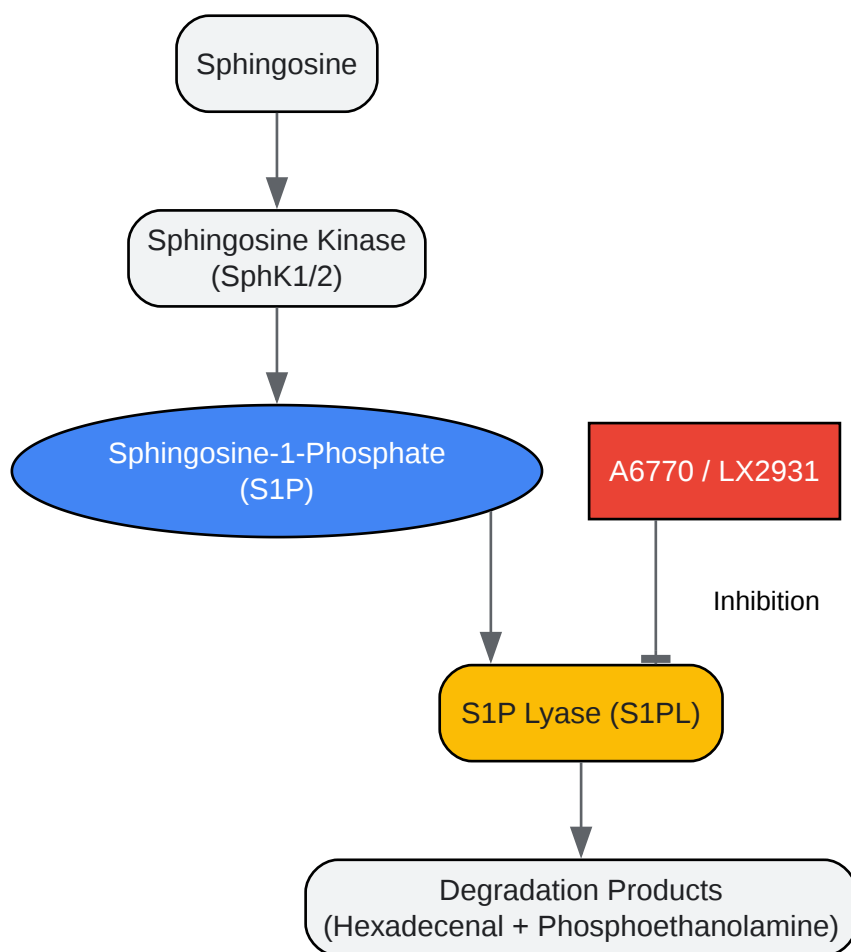 Sphingosine
Sphingosine Kinase
(SphK1/2)
Sphingosine-1-Phosphate
(S1P)
A6770 / LX2931
Inhibition
S1P Lyase (S1PL)
Degradation Products
(Hexadecenal + Phosphoethanolamine)